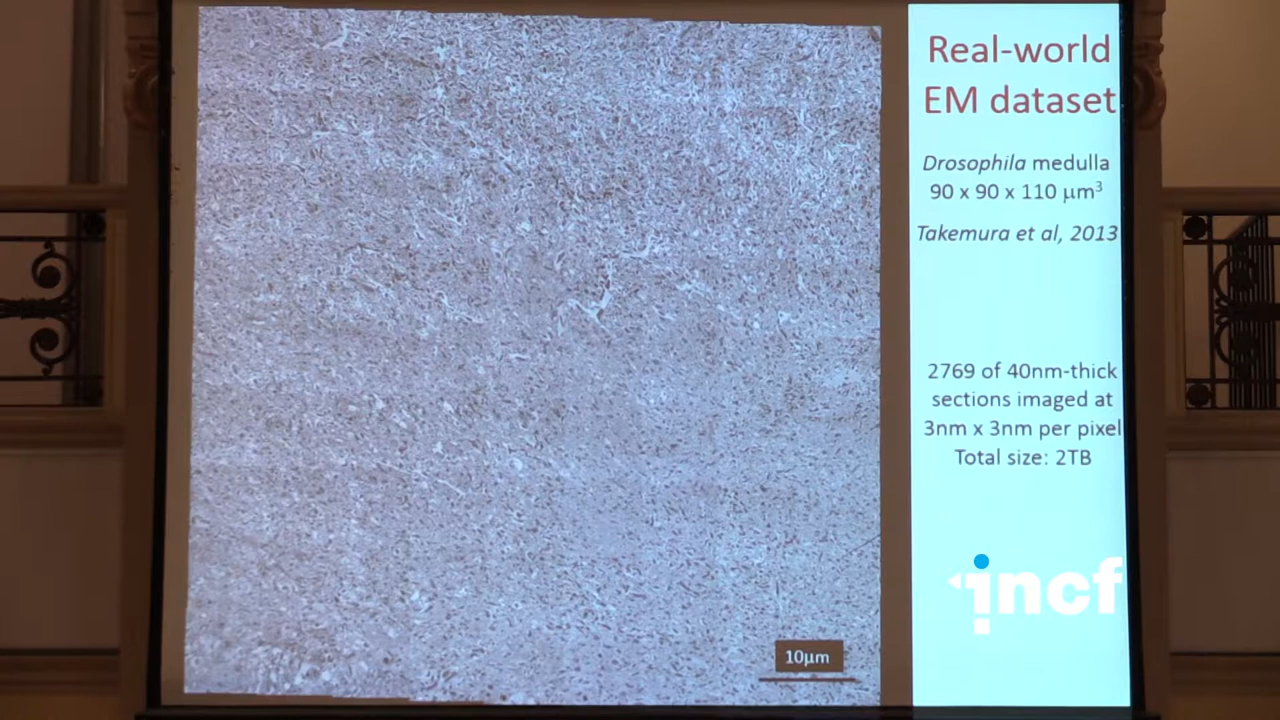 Real-world
EM dataset
Drosophila medulla
90 x 90 x 110 µm³
Takemura et al, 2013
2769 of 40nm-thick
sections imaged at
3nm x 3nm per pixel
Total size: 2TB
incf
10µm